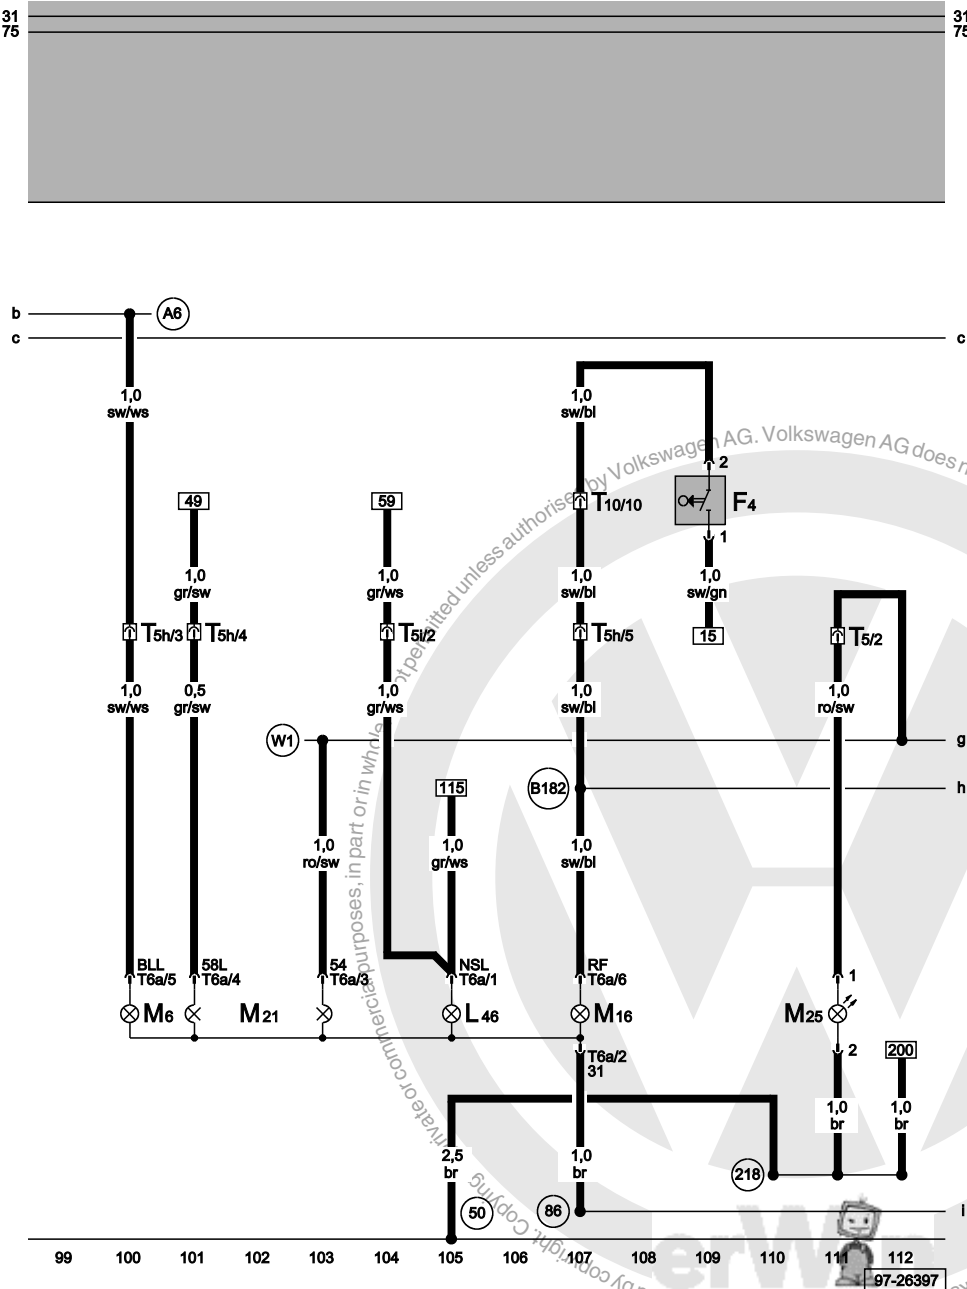 31 31
75 75
b A6
c c
1,0 1,0
sw/ws sw/bl
2
49 59 T10/10 F4
1
1,0 1,0 1,0 1,0
gr/sw gr/ws sw/bl sw/gn
T5h/3 T5h/4 T5i/2 T5h/5 15 T5/2
1,0 0,5 1,0 1,0 1,0
sw/ws gr/sw gr/ws sw/bl ro/sw
W1 g
115 B182 h
1,0 1,0 1,0
ro/sw gr/ws sw/bl
BLL 58L 54 NSL RF
T6a/5 T6a/4 T6a/3 T6a/1 T6a/6 1
M6 M21 L46 M16 M25
T6a/2 2 200
31
1,0 1,0
br br
2,5 1,0
br br
218
50 86 i
99 100 101 102 103 104 105 106 107 108 109 110 111 112
97-26397
erWin
private or commercial purposes, in part or in whole
permitted unless authorised by Volkswagen AG. Volkswagen AG does
Copying
right. Copyright